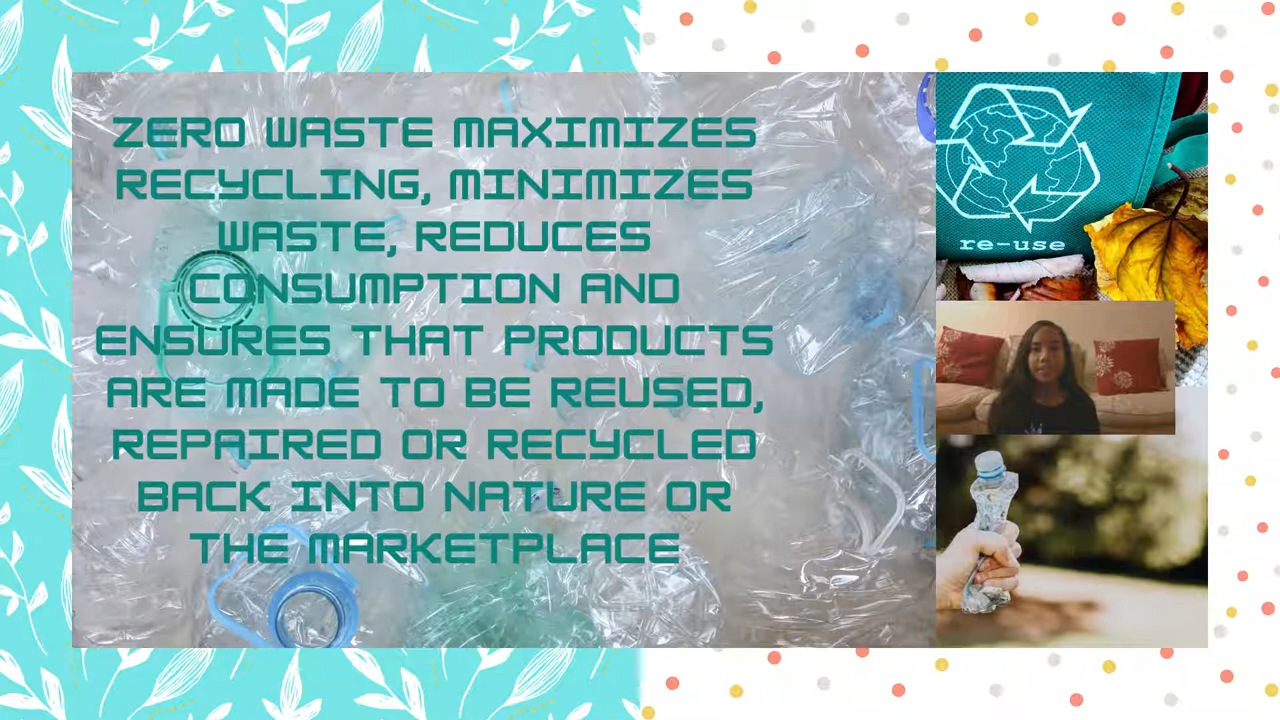 ZERO WASTE MAXIMIZES
RECYCLING, MINIMIZES
WASTE, REDUCES
CONSUMPTION AND
ENSURES THAT PRODUCTS
ARE MADE TO BE REUSED,
REPAIRED OR RECYCLED
BACK INTO NATURE OR
THE MARKETPLACE
re-use